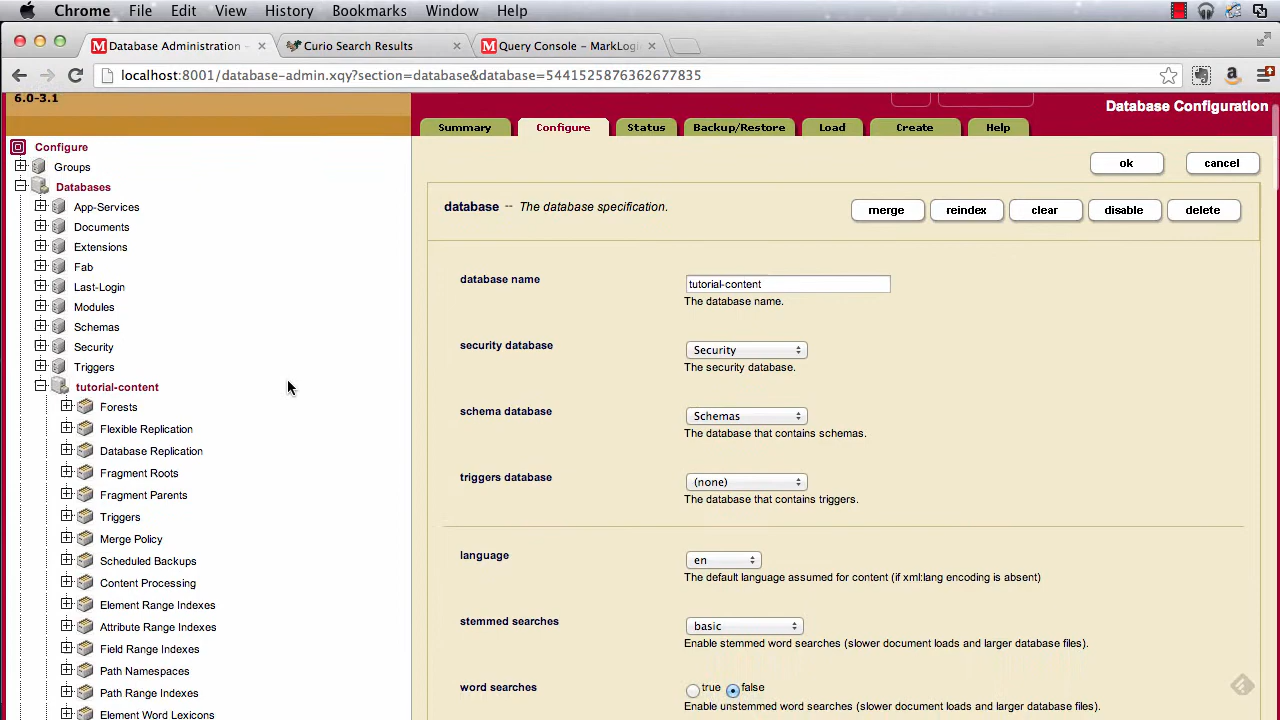 Chrome File Edit View History Bookmarks Window Help
Database Administration
Curio Search Results
Query Console – MarkLogi
localhost:8001/database-admin.xqy?section=database&database=5441525876362677835
6.0-3.1
Database Configuration
Summary Configure Status Backup/Restore Load Create Help
Configure
Groups
Databases
App-Services
Documents
Extensions
Fab
Last-Login
Modules
Schemas
Security
Triggers
tutorial-content
Forests
Flexible Replication
Database Replication
Fragment Roots
Fragment Parents
Triggers
Merge Policy
Scheduled Backups
Content Processing
Element Range Indexes
Attribute Range Indexes
Field Range Indexes
Path Namespaces
Path Range Indexes
Element Word Lexicons
ok cancel
database -- The database specification.
merge reindex clear disable delete
database name
tutorial-content
The database name.
security database
Security
The security database.
schema database
Schemas
The database that contains schemas.
triggers database
(none)
The database that contains triggers.
language
en
The default language assumed for content (if xml:lang encoding is absent)
stemmed searches
basic
Enable stemmed word searches (slower document loads and larger database files).
word searches
true false
Enable unstemmed word searches (slower document loads and larger database files).